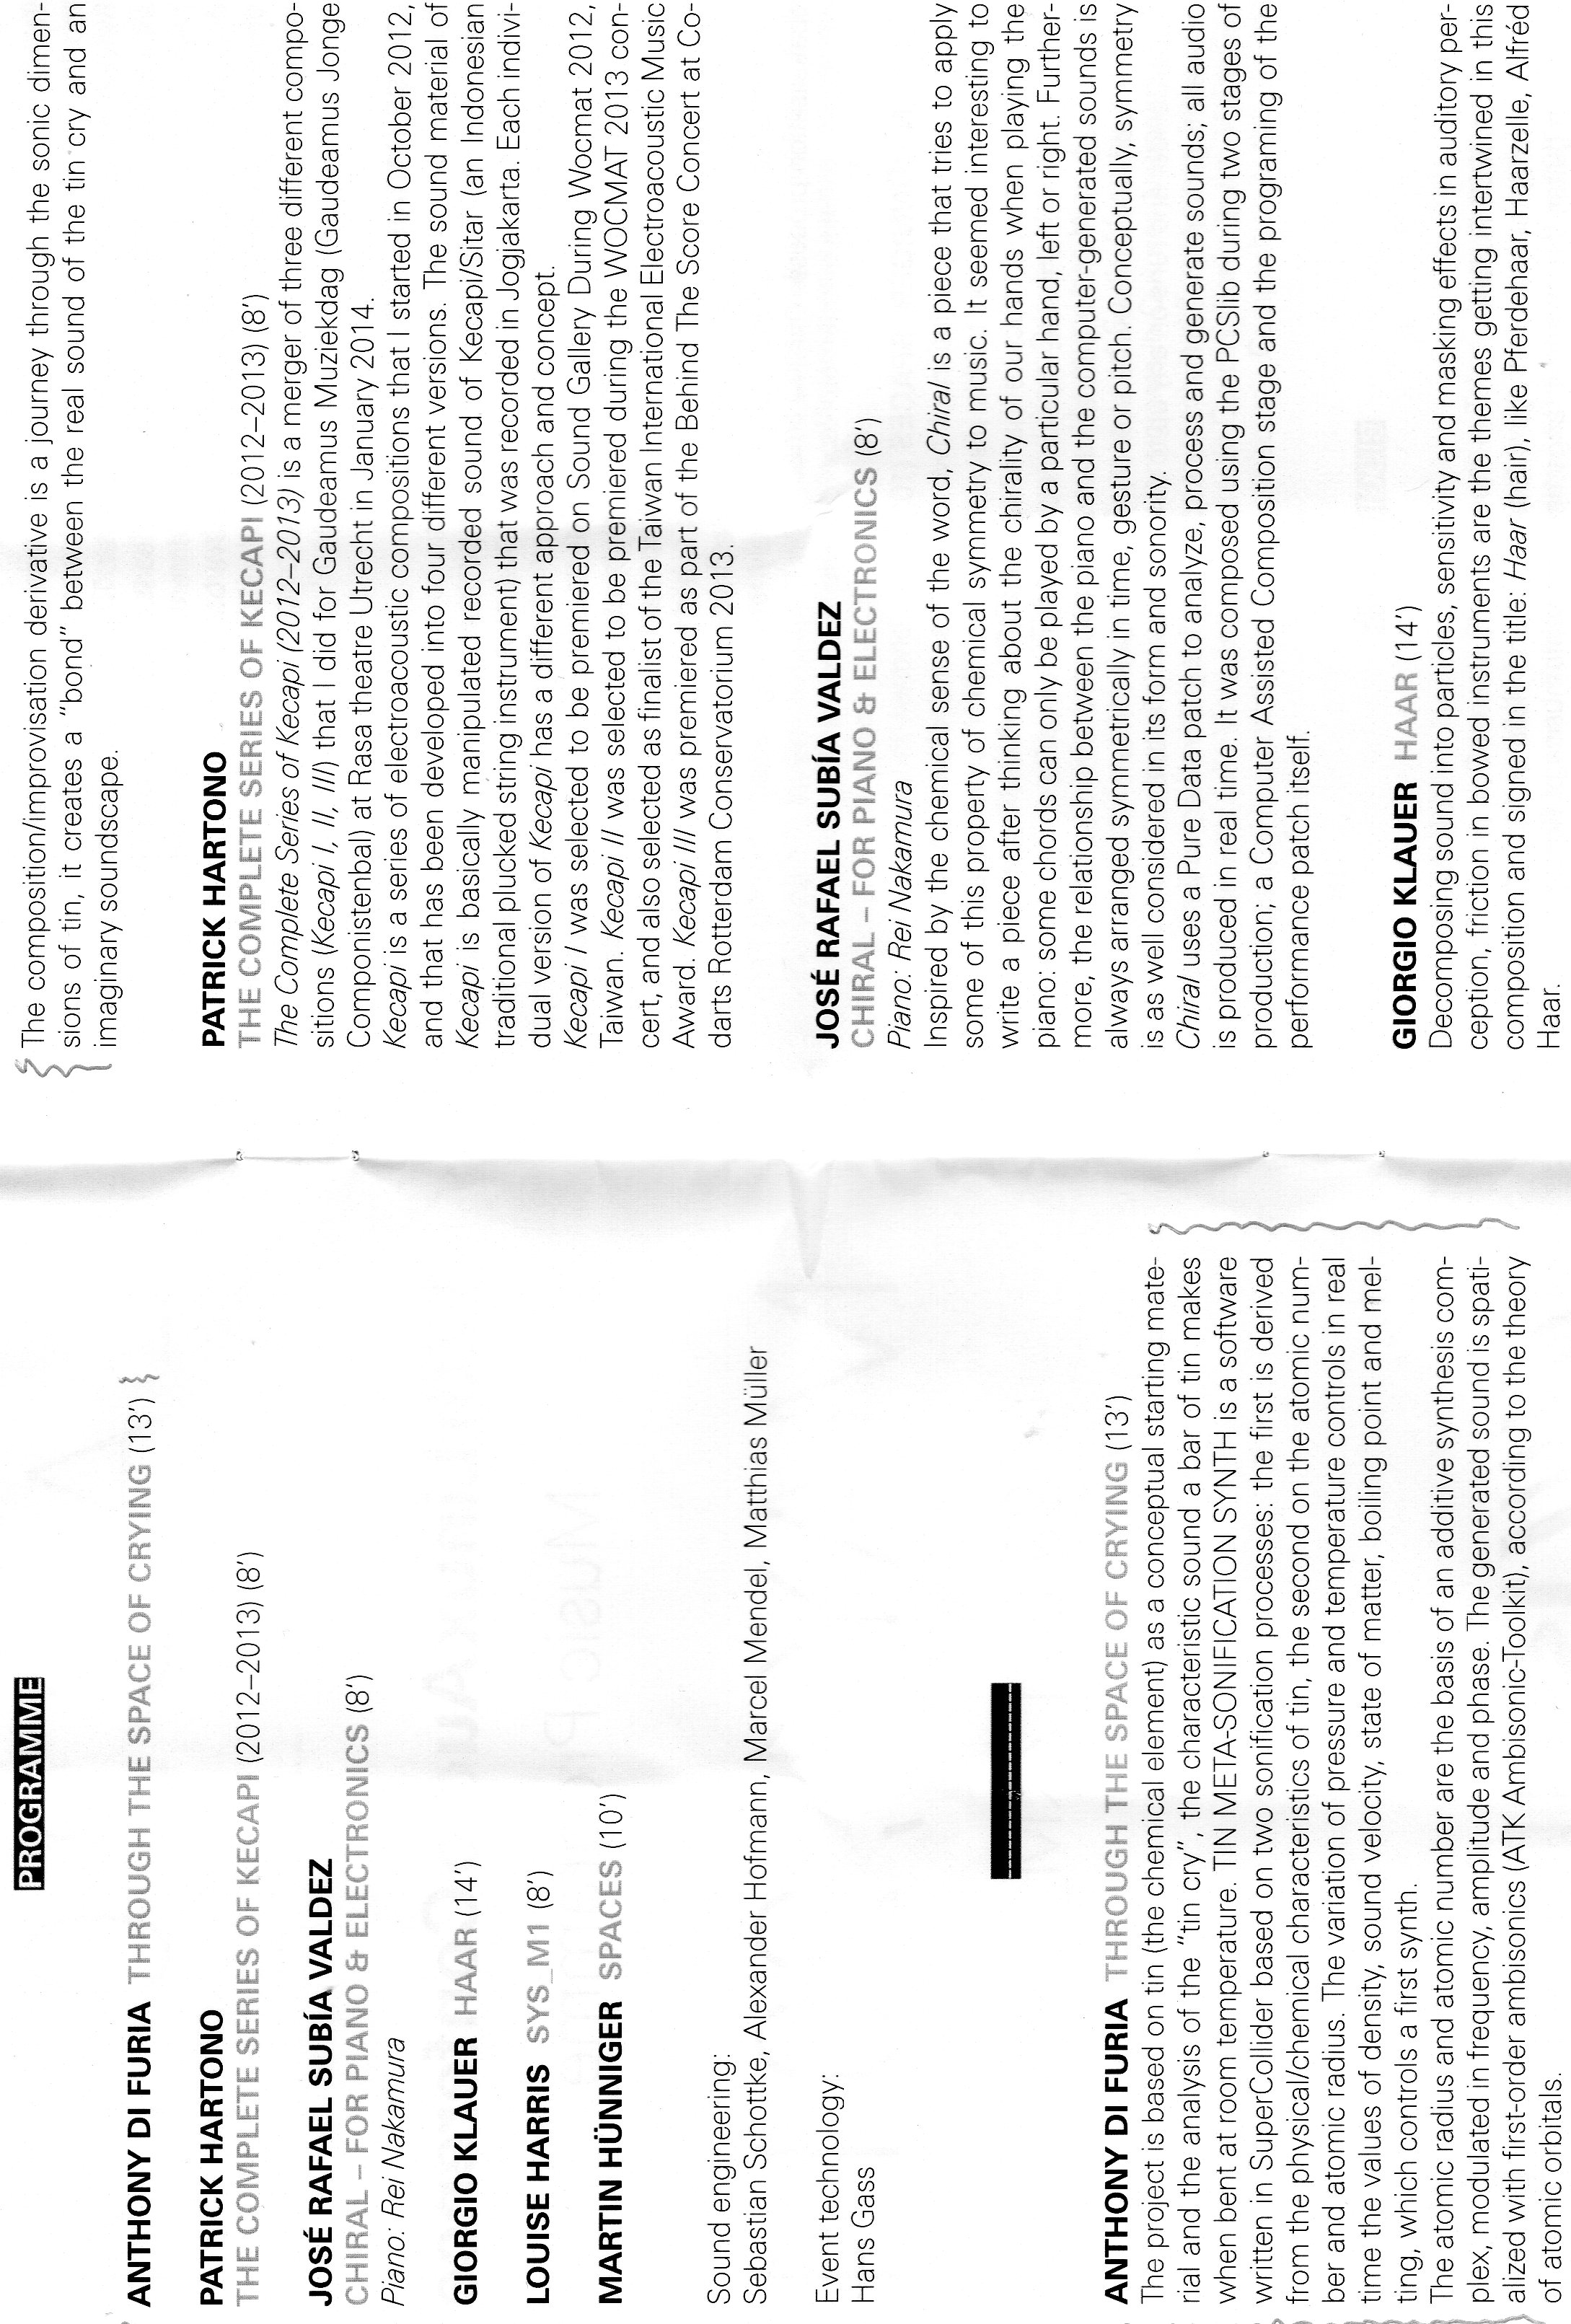 PROGRAMME
ANTHONY DI FURIA THROUGH THE SPACE OF CRYING (13’)
PATRICK HARTONO
THE COMPLETE SERIES OF KECAPI (2012–2013) (8’)
JOSÉ RAFAEL SUBÍA VALDEZ
CHIRAL – FOR PIANO & ELECTRONICS (8’)
Piano: Rei Nakamura
GIORGIO KLAUER HAAR (14’)
LOUISE HARRIS SYS_M1 (8’)
MARTIN HÜNNIGER SPACES (10’)
Sound engineering:
Sebastian Schottke, Alexander Hofmann, Marcel Mendel, Matthias Müller
Event technology:
Hans Gass
ANTHONY DI FURIA THROUGH THE SPACE OF CRYING (13’)
The project is based on tin (the chemical element) as a conceptual starting mate-
rial and the analysis of the “tin cry”, the characteristic sound a bar of tin makes
when bent at room temperature. TIN META-SONIFICATION SYNTH is a software
written in SuperCollider based on two sonification processes: the first is derived
from the physical/chemical characteristics of tin, the second on the atomic num-
ber and atomic radius. The variation of pressure and temperature controls in real
time the values of density, sound velocity, state of matter, boiling point and mel-
ting, which controls a first synth.
The atomic radius and atomic number are the basis of an additive synthesis com-
plex, modulated in frequency, amplitude and phase. The generated sound is spati-
alized with first-order ambisonics (ATK Ambisonic-Toolkit), according to the theory
of atomic orbitals.
The composition/improvisation derivative is a journey through the sonic dimen-
sions of tin, it creates a “bond” between the real sound of the tin cry and an
imaginary soundscape.
PATRICK HARTONO
THE COMPLETE SERIES OF KECAPI (2012–2013) (8’)
The Complete Series of Kecapi (2012–2013) is a merger of three different compo-
sitions (Kecapi I, II, III) that I did for Gaudeamus Muziekdag (Gaudeamus Jonge
Componistenbal) at Rasa theatre Utrecht in January 2014.
Kecapi is a series of electroacoustic compositions that I started in October 2012,
and that has been developed into four different versions. The sound material of
Kecapi is basically manipulated recorded sound of Kecapi/Sitar (an Indonesian
traditional plucked string instrument) that was recorded in Jogjakarta. Each indivi-
dual version of Kecapi has a different approach and concept.
Kecapi I was selected to be premiered on Sound Gallery During Wocmat 2012,
Taiwan. Kecapi II was selected to be premiered during the WOCMAT 2013 con-
cert, and also selected as finalist of the Taiwan International Electroacoustic Music
Award. Kecapi III was premiered as part of the Behind The Score Concert at Co-
darts Rotterdam Conservatorium 2013.
JOSÉ RAFAEL SUBÍA VALDEZ
CHIRAL – FOR PIANO & ELECTRONICS (8’)
Piano: Rei Nakamura
Inspired by the chemical sense of the word, Chiral is a piece that tries to apply
some of this property of chemical symmetry to music. It seemed interesting to
write a piece after thinking about the chirality of our hands when playing the
piano: some chords can only be played by a particular hand, left or right. Further-
more, the relationship between the piano and the computer-generated sounds is
always arranged symmetrically in time, gesture or pitch. Conceptually, symmetry
is as well considered in its form and sonority.
Chiral uses a Pure Data patch to analyze, process and generate sounds; all audio
is produced in real time. It was composed using the PCSlib during two stages of
production; a Computer Assisted Composition stage and the programing of the
performance patch itself.
GIORGIO KLAUER HAAR (14’)
Decomposing sound into particles, sensitivity and masking effects in auditory per-
ception, friction in bowed instruments are the themes getting intertwined in this
composition and signed in the title: Haar (hair), like Pferdehaar, Haarzelle, Alfréd
Haar.